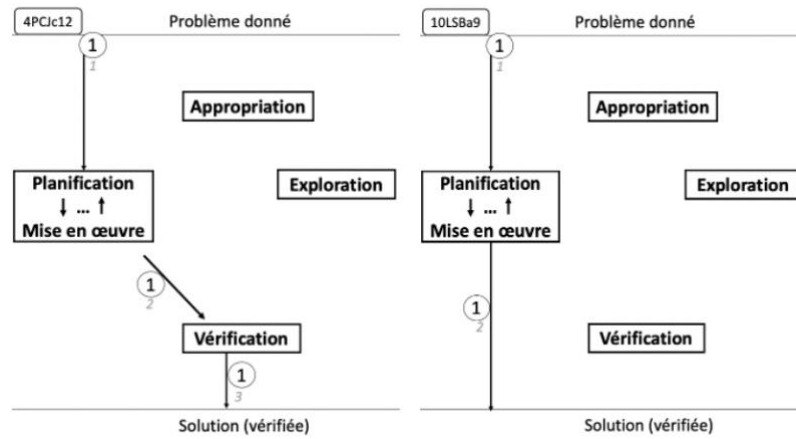 4PCJc12
Problème donné
1
1
Appropriation
Planification
↓ ... ↑
Mise en œuvre
Exploration
1
2
Vérification
1
3
Solution (vérifiée)
10LSBa9
Problème donné
1
1
Appropriation
Planification
↓ ... ↑
Mise en œuvre
Exploration
1
2
Vérification
Solution (vérifiée)